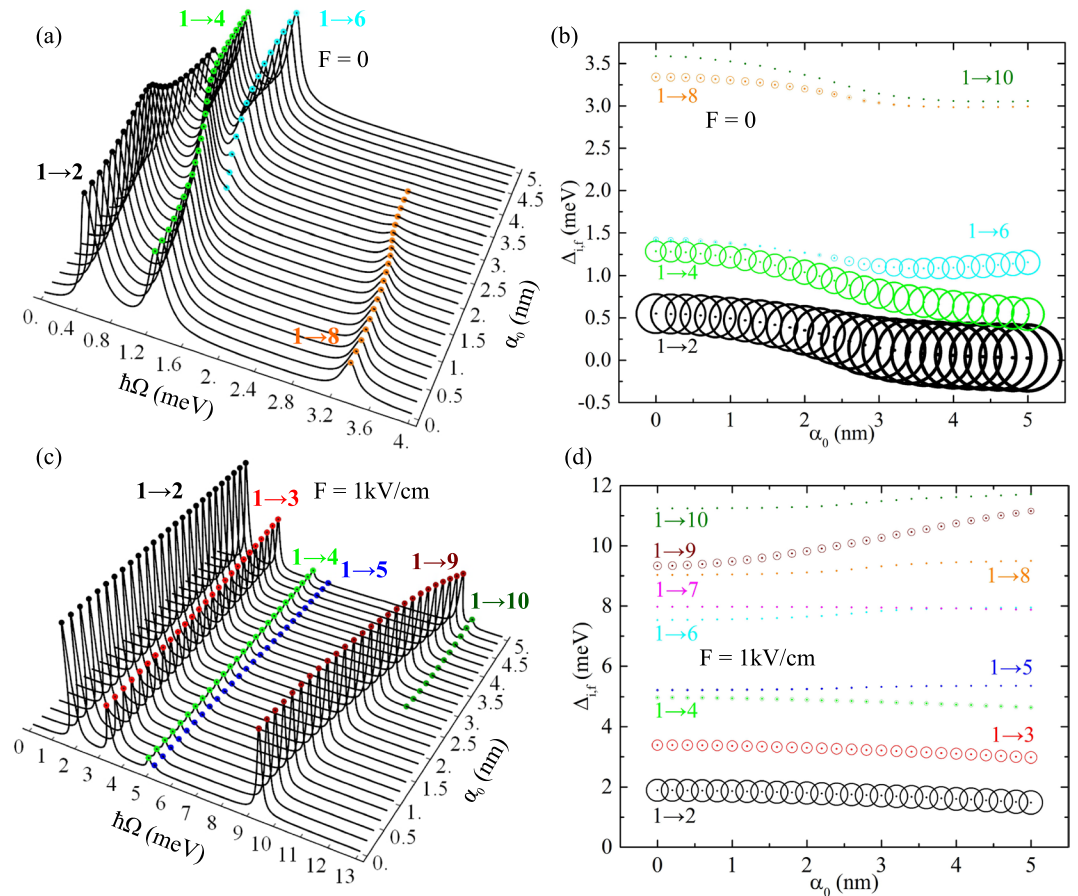 (a)
1→4
1→6
F = 0
1→2
1→8
0. 0.4 0.8 1.2 1.6 2. 2.4 2.8 3.2 3.6 4.
ħΩ (meV)
0. 0.5 1. 1.5 2. 2.5 3. 3.5 4. 4.5 5.
α₀ (nm)
(b)
3.5
3.0
2.5
2.0
1.5
1.0
0.5
0.0
-0.5
Δi,f (meV)
1→10
1→8
F = 0
1→6
1→4
1→2
0 1 2 3 4 5
α₀ (nm)
(c)
1→2
F = 1kV/cm
1→3
1→4
1→5
1→9
1→10
0 1 2 3 4 5 6 7 8 9 10 11 12 13
ħΩ (meV)
0. 0.5 1. 1.5 2. 2.5 3. 3.5 4. 4.5 5.
α₀ (nm)
(d)
12
10
8
6
4
2
0
Δi,f (meV)
1→10
1→9
1→8
1→7
1→6
F = 1kV/cm
1→5
1→4
1→3
1→2
0 1 2 3 4 5
α₀ (nm)